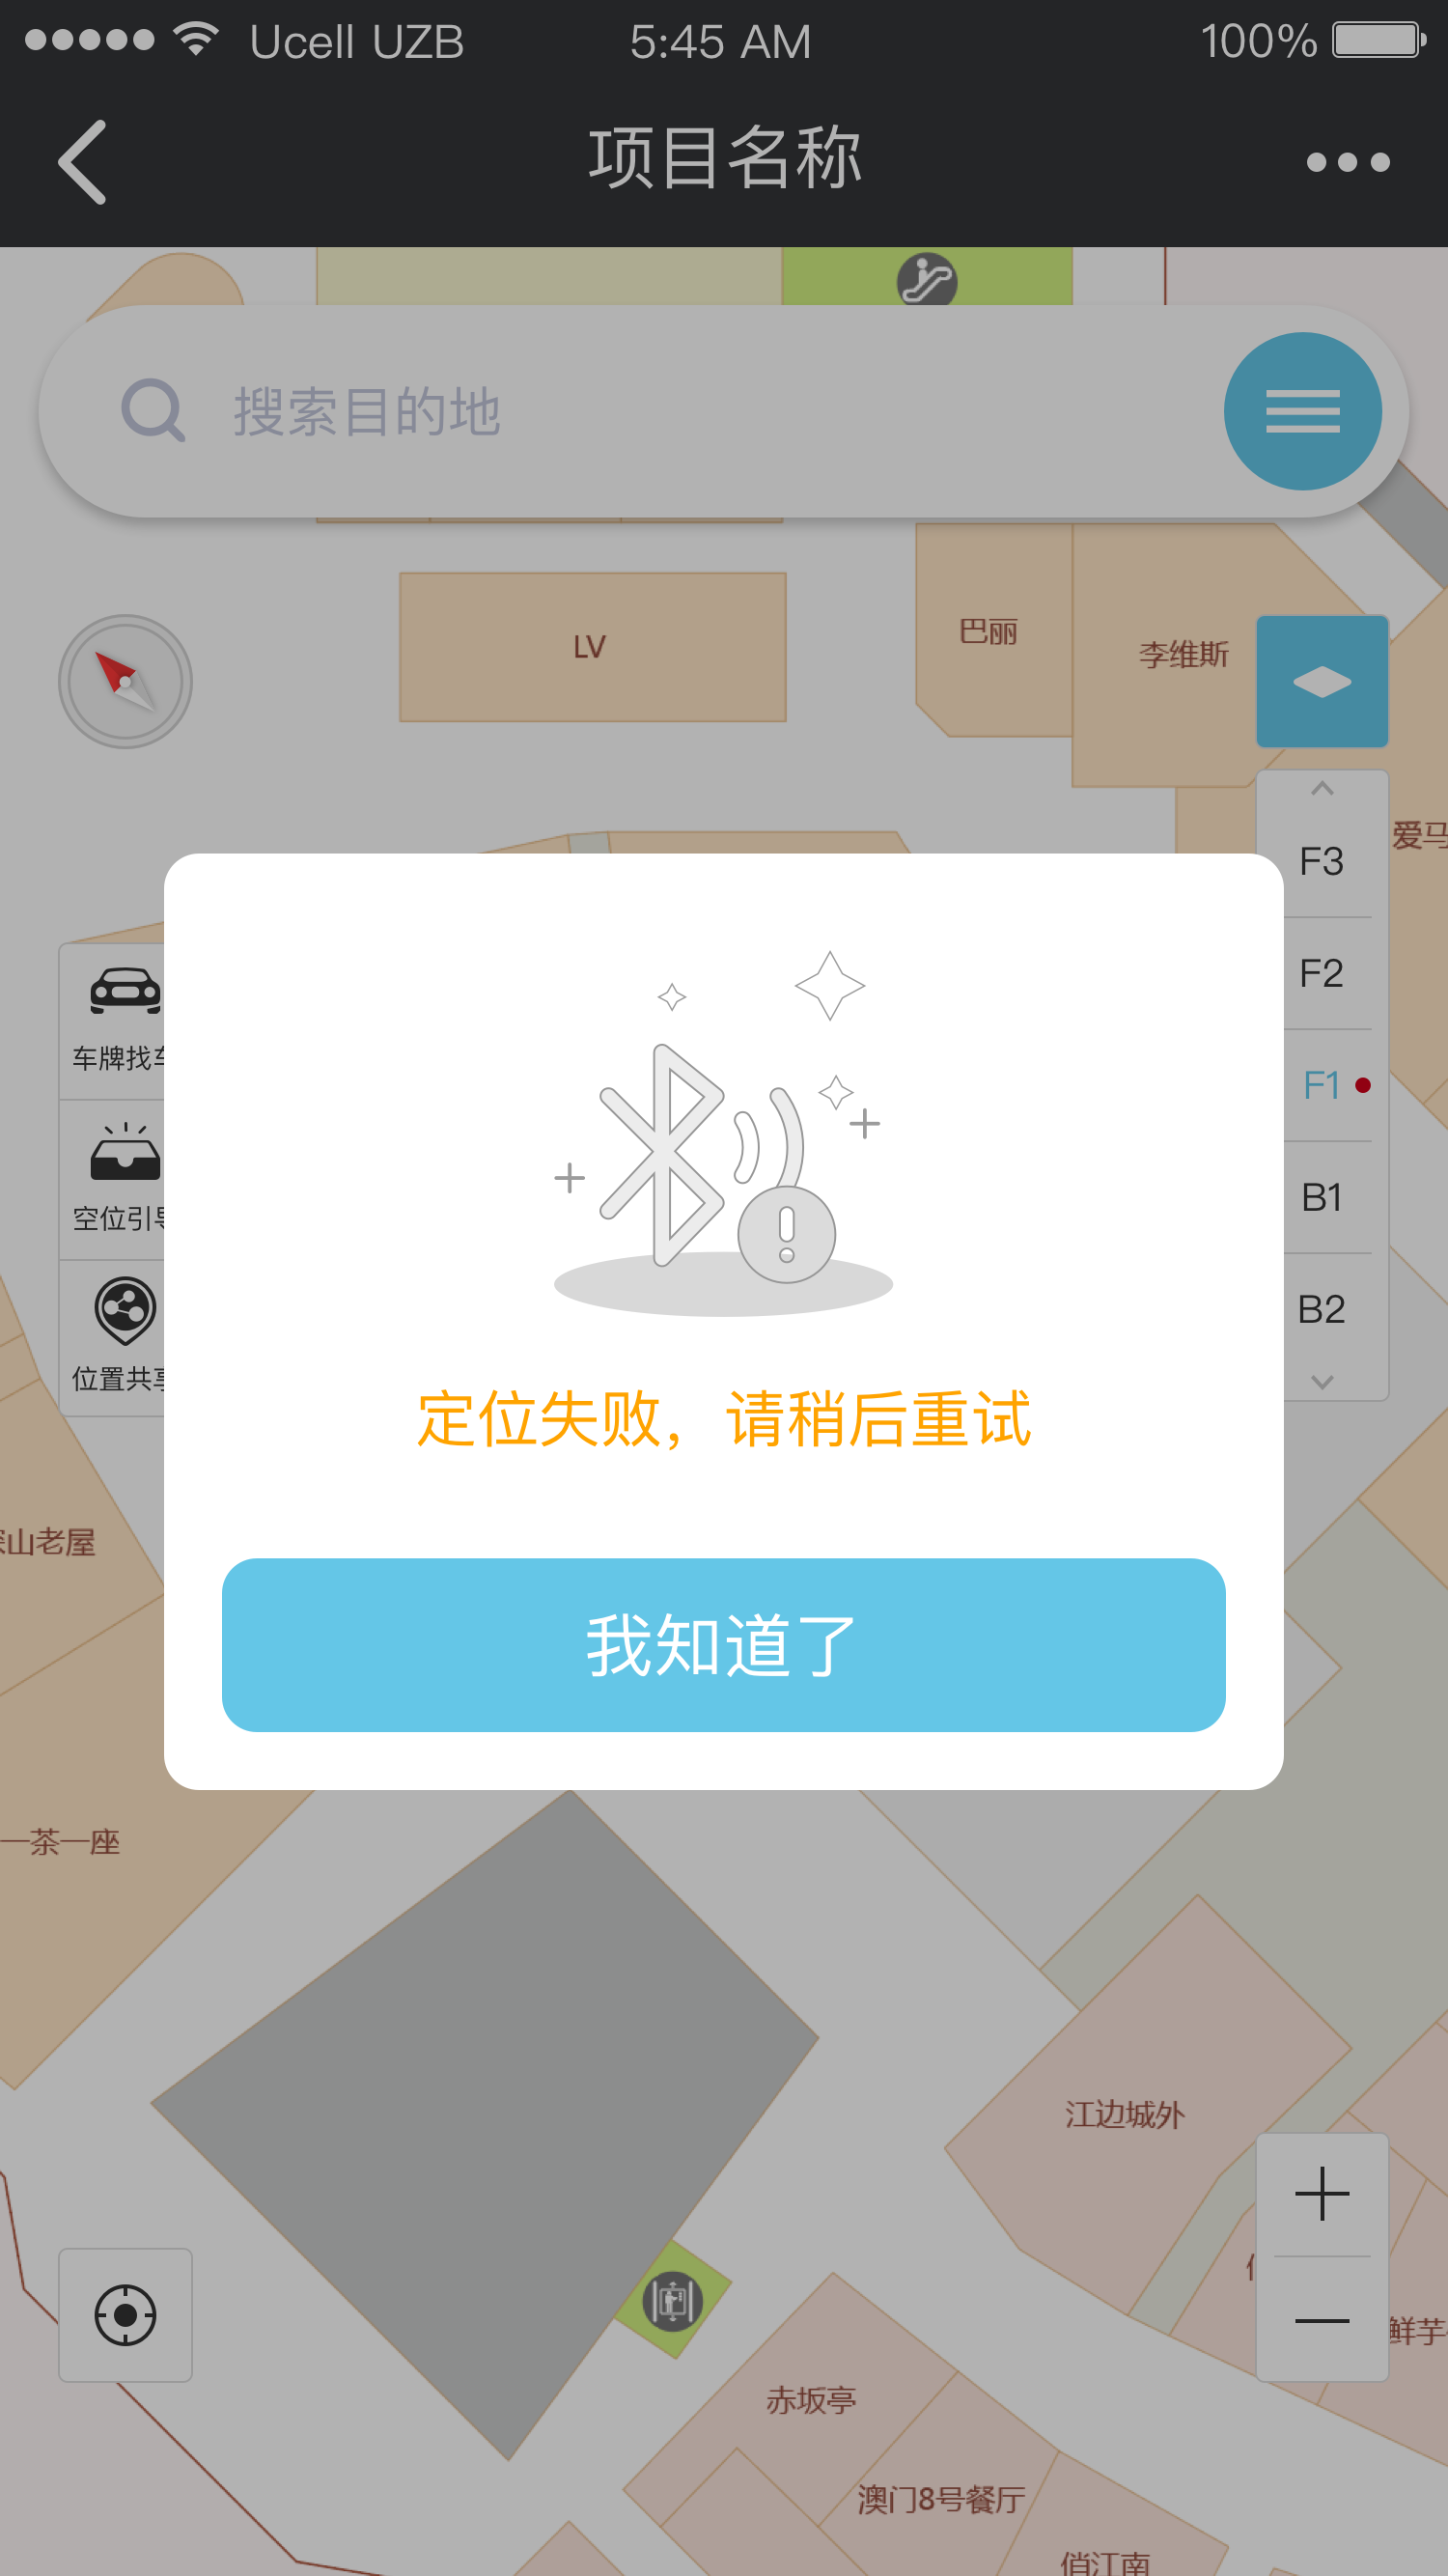 Ucell UZB 5:45 AM 100%
项目名称
搜索目的地
LV
巴丽
李维斯
爱马
F3
F2
F1
B1
B2
车牌找车
空位引导
位置共享
定位失败，请稍后重试
我知道了
山老屋
一茶一座
江边城外
鲜芋
赤坂亭
澳门8号餐厅
俏江南